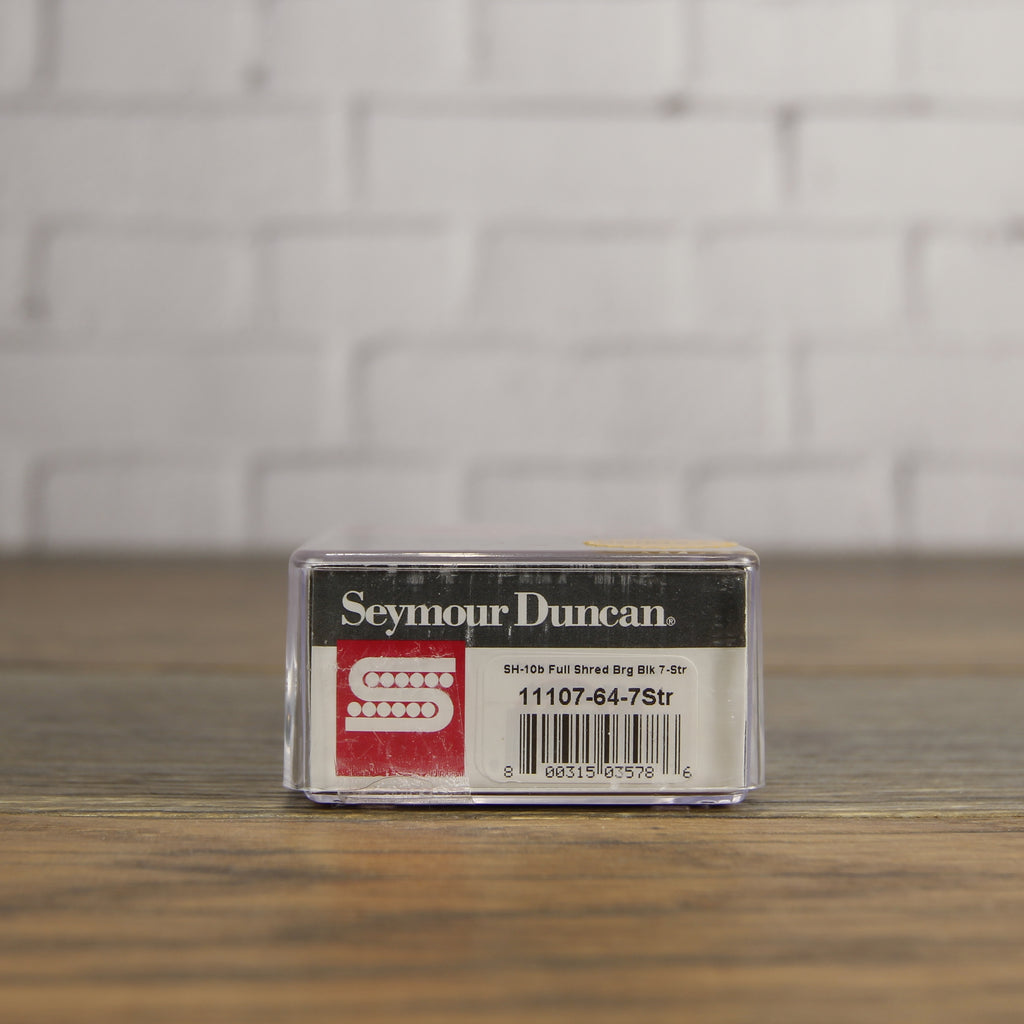 Seymour Duncan®
SH-10b Full Shred Brg Blk 7-Str
11107-64-7Str
8 00315 03578 6